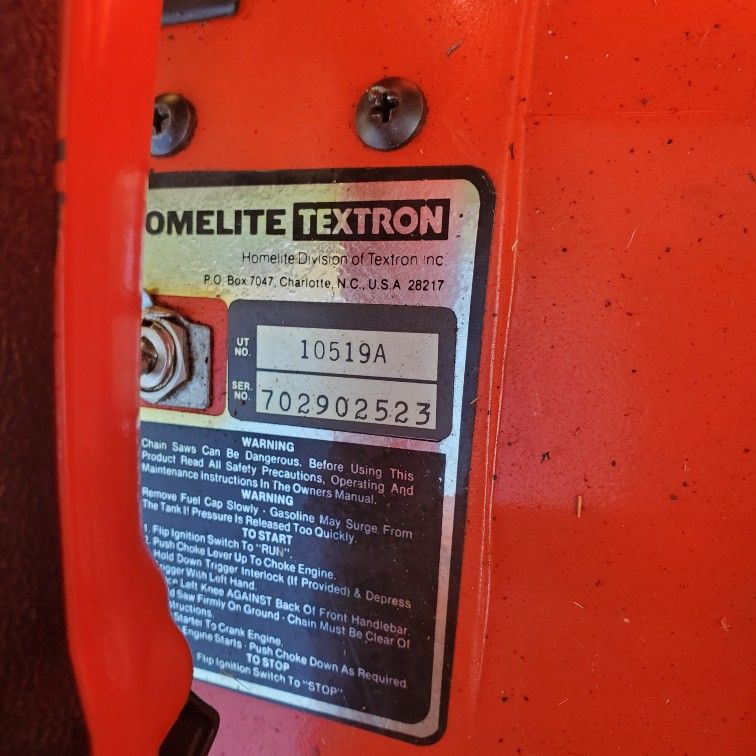 OMELITE TEXTRON
Homelite Division of Textron Inc
P.O. Box 7047, Charlotte, N.C., U.S.A 28217
UT NO. 10519A
SER. NO. 702902523
WARNING
Chain Saws Can Be Dangerous. Before Using This
Product Read All Safety Precautions, Operating And
Maintenance Instructions In The Owners Manual.
WARNING
Remove Fuel Cap Slowly - Gasoline May Surge From
The Tank If Pressure Is Released Too Quickly.
TO START
1. Flip Ignition Switch To "RUN".
2. Push Choke Lever Up To Choke Engine.
Hold Down Trigger Interlock (If Provided) & Depress
igger With Left Hand.
ce Left Knee AGAINST Back Of Front Handlebar.
d Saw Firmly On Ground - Chain Must Be Clear Of
structions.
Starter To Crank Engine.
Engine Starts - Push Choke Down As Required
TO STOP
Flip Ignition Switch To "STOP".